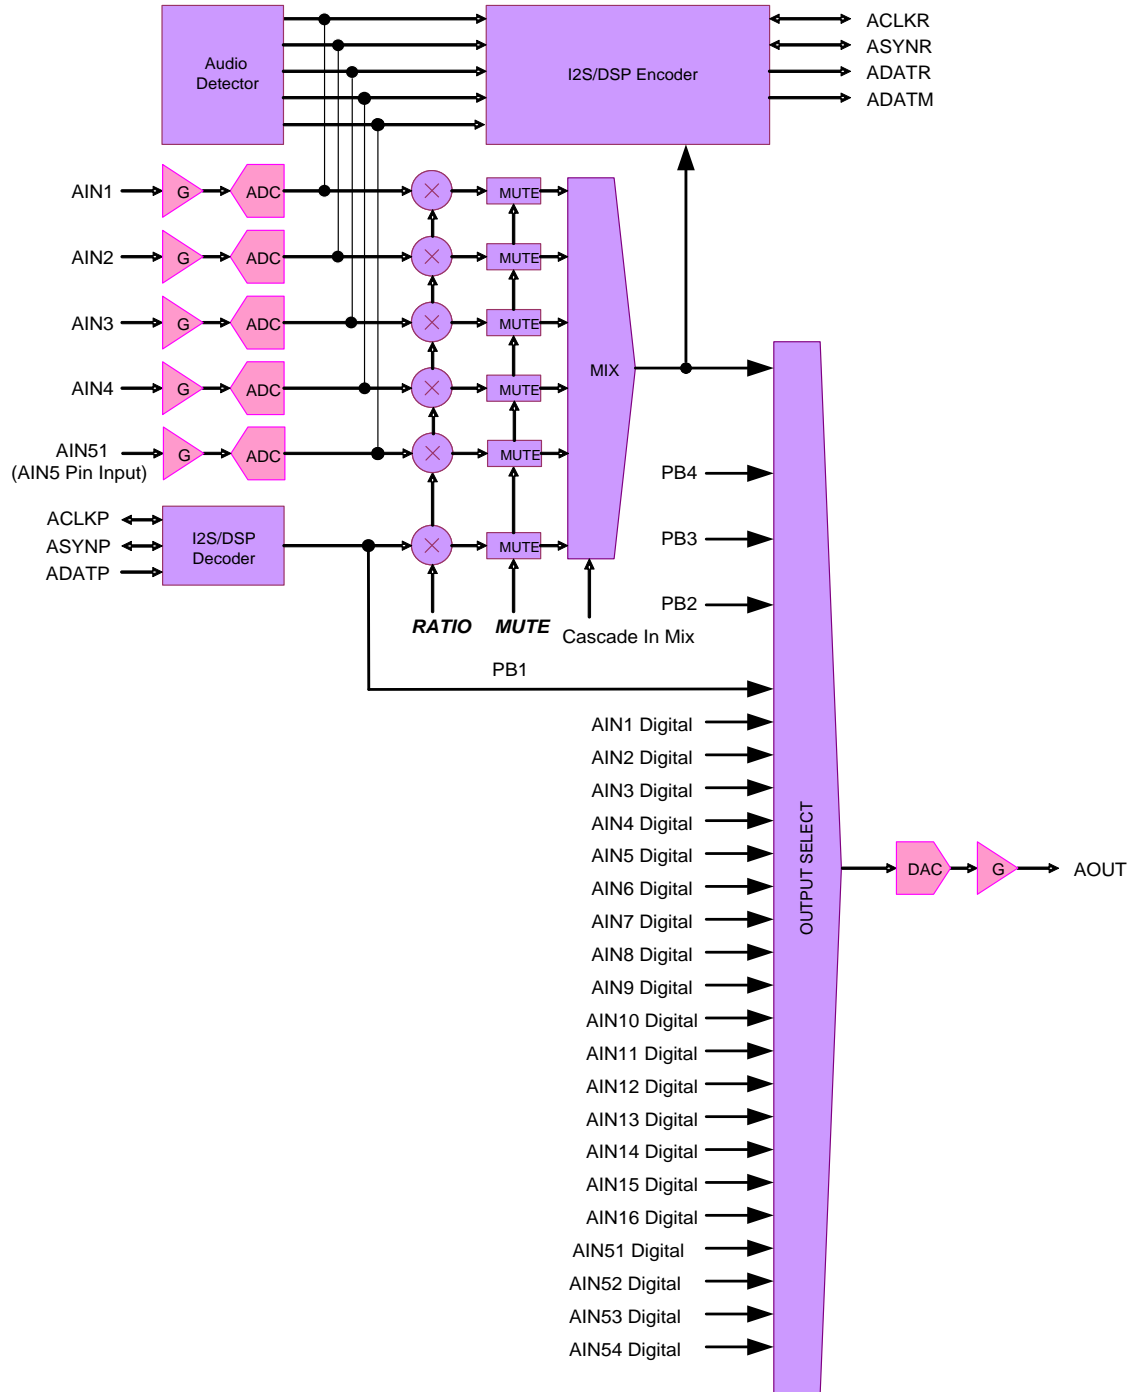 Audio
Detector
I2S/DSP Encoder
ACLKR
ASYNR
ADATR
ADATM
AIN1
G
ADC
MUTE
AIN2
G
ADC
MUTE
AIN3
G
ADC
MUTE
AIN4
G
ADC
MUTE
AIN51
(AIN5 Pin Input)
G
ADC
MUTE
MIX
ACLKP
ASYNP
ADATP
I2S/DSP
Decoder
MUTE
RATIO
MUTE
Cascade In Mix
PB4
PB3
PB2
PB1
AIN1 Digital
AIN2 Digital
AIN3 Digital
AIN4 Digital
AIN5 Digital
AIN6 Digital
AIN7 Digital
AIN8 Digital
AIN9 Digital
AIN10 Digital
AIN11 Digital
AIN12 Digital
AIN13 Digital
AIN14 Digital
AIN15 Digital
AIN16 Digital
AIN51 Digital
AIN52 Digital
AIN53 Digital
AIN54 Digital
OUTPUT SELECT
DAC
G
AOUT